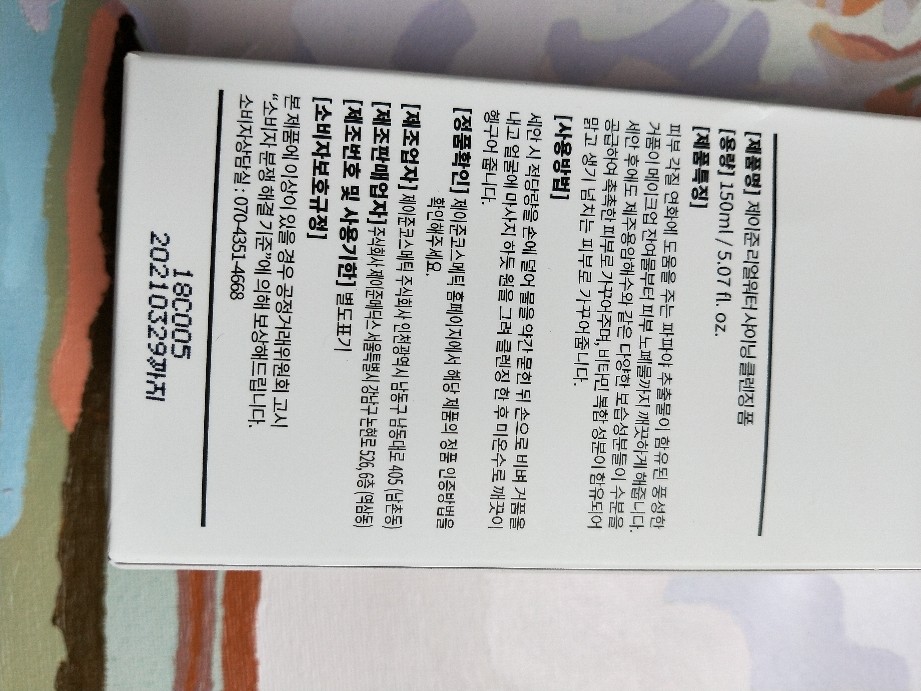 [제품명] 제이준 리얼워터 샤이닝 클렌징 폼
[용량] 150ml / 5.07 fl. oz.
[제품특징]
피부 각질 연화에 도움을 주는 파파야 추출물이 함유된 풍성한
거품이 메이크업 잔여물부터 피부 노폐물까지 깨끗하게 해줍니다.
세안 후에도 제주용암해수와 같은 다양한 보습성분들이 수분을
공급하여 촉촉한 피부로 가꾸어주며, 비타민 복합 성분이 함유되어
맑고 생기 넘치는 피부로 가꾸어 줍니다.
[사용방법]
세안 시 적당량을 손에 덜어 물을 약간 묻힌 뒤 손으로 비벼 거품을
내고 얼굴에 마사지 하듯 원을 그려 클렌징 한 후 미온수로 깨끗이
헹구어 줍니다.
[정품확인] 제이준코스메틱 홈페이지에서 해당 제품의 정품 인증방법을
확인해주세요.
[제조업자] 제이준코스메틱 주식회사 인천광역시 남동구 남동대로 405 (남촌동)
[제조판매업자] 주식회사 제이준메딕스 서울특별시 강남구 논현로 526, 6층 (역삼동)
[제조번호 및 사용기한] 별도표기
[소비자보호규정]
본 제품에 이상이 있을 경우 공정거래위원회 고시
"소비자 분쟁 해결 기준"에 의해 보상해드립니다.
소비자상담실 : 070-4351-4668
18C005
20210329까지